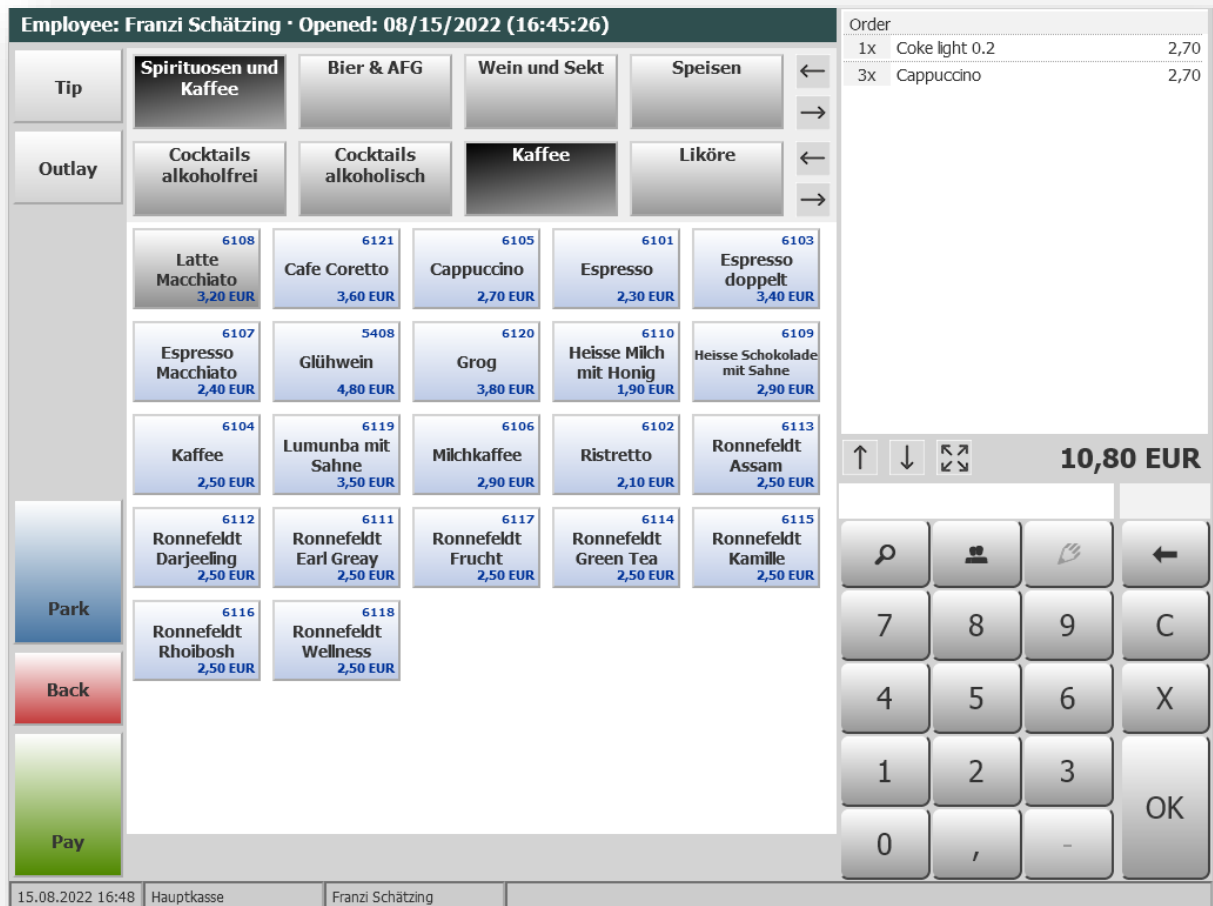 Employee: Franzi Schätzing · Opened: 08/15/2022 (16:45:26)
Tip
Outlay
Park
Back
Pay
Spirituosen und
Kaffee
Bier & AFG
Wein und Sekt
Speisen
←
→
Cocktails
alkoholfrei
Cocktails
alkoholisch
Kaffee
Liköre
←
→
6108
Latte
Macchiato
3,20 EUR
6121
Cafe Coretto
3,60 EUR
6105
Cappuccino
2,70 EUR
6101
Espresso
2,30 EUR
6103
Espresso
doppelt
3,40 EUR
6107
Espresso
Macchiato
2,40 EUR
5408
Glühwein
4,80 EUR
6120
Grog
3,80 EUR
6110
Heisse Milch
mit Honig
1,90 EUR
6109
Heisse Schokolade
mit Sahne
2,90 EUR
6104
Kaffee
2,50 EUR
6119
Lumunba mit
Sahne
3,50 EUR
6106
Milchkaffee
2,90 EUR
6102
Ristretto
2,10 EUR
6113
Ronnefeldt
Assam
2,50 EUR
6112
Ronnefeldt
Darjeeling
2,50 EUR
6111
Ronnefeldt
Earl Greay
2,50 EUR
6117
Ronnefeldt
Frucht
2,50 EUR
6114
Ronnefeldt
Green Tea
2,50 EUR
6115
Ronnefeldt
Kamille
2,50 EUR
6116
Ronnefeldt
Rhoibosh
2,50 EUR
6118
Ronnefeldt
Wellness
2,50 EUR
Order
1x Coke light 0.2 2,70
3x Cappuccino 2,70
↑ ↓ 10,80 EUR
7 8 9 C
4 5 6 X
1 2 3
OK
0 , -
15.08.2022 16:48 Hauptkasse Franzi Schätzing